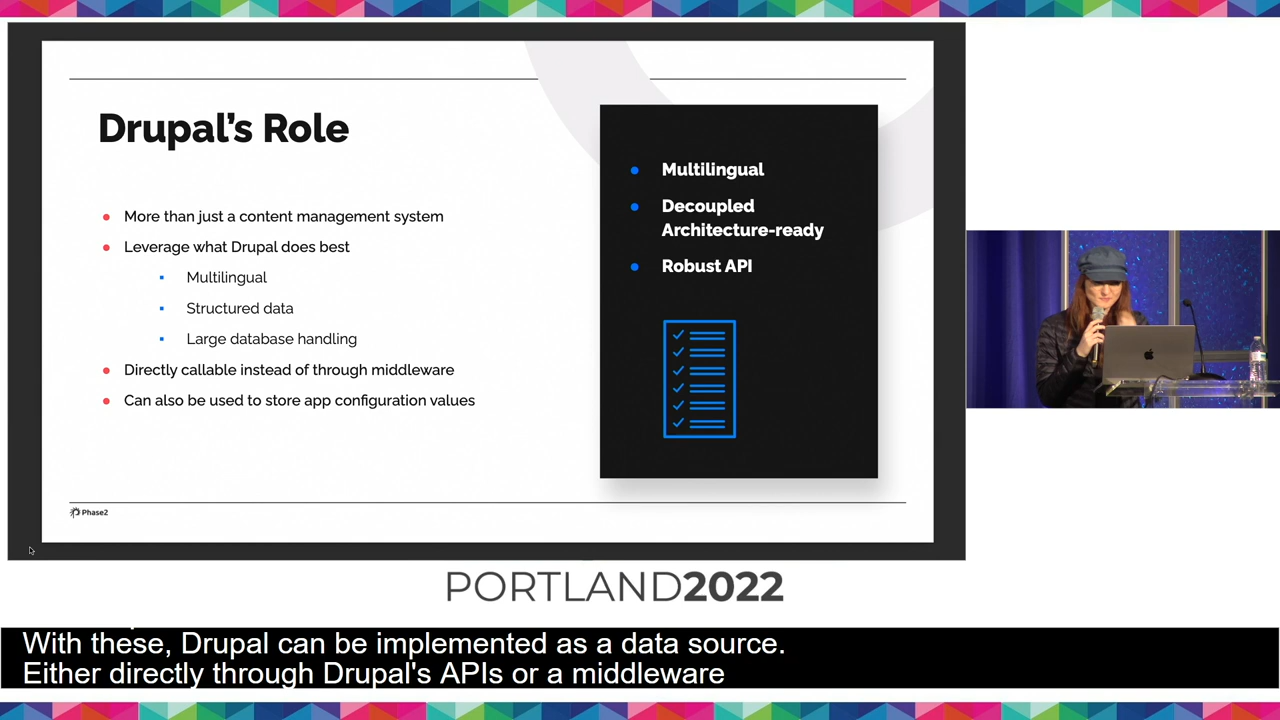 Drupal's Role
More than just a content management system
Leverage what Drupal does best
Multilingual
Structured data
Large database handling
Directly callable instead of through middleware
Can also be used to store app configuration values
Multilingual
Decoupled
Architecture-ready
Robust API
Phase2
PORTLAND2022
With these, Drupal can be implemented as a data source.
Either directly through Drupal's APIs or a middleware